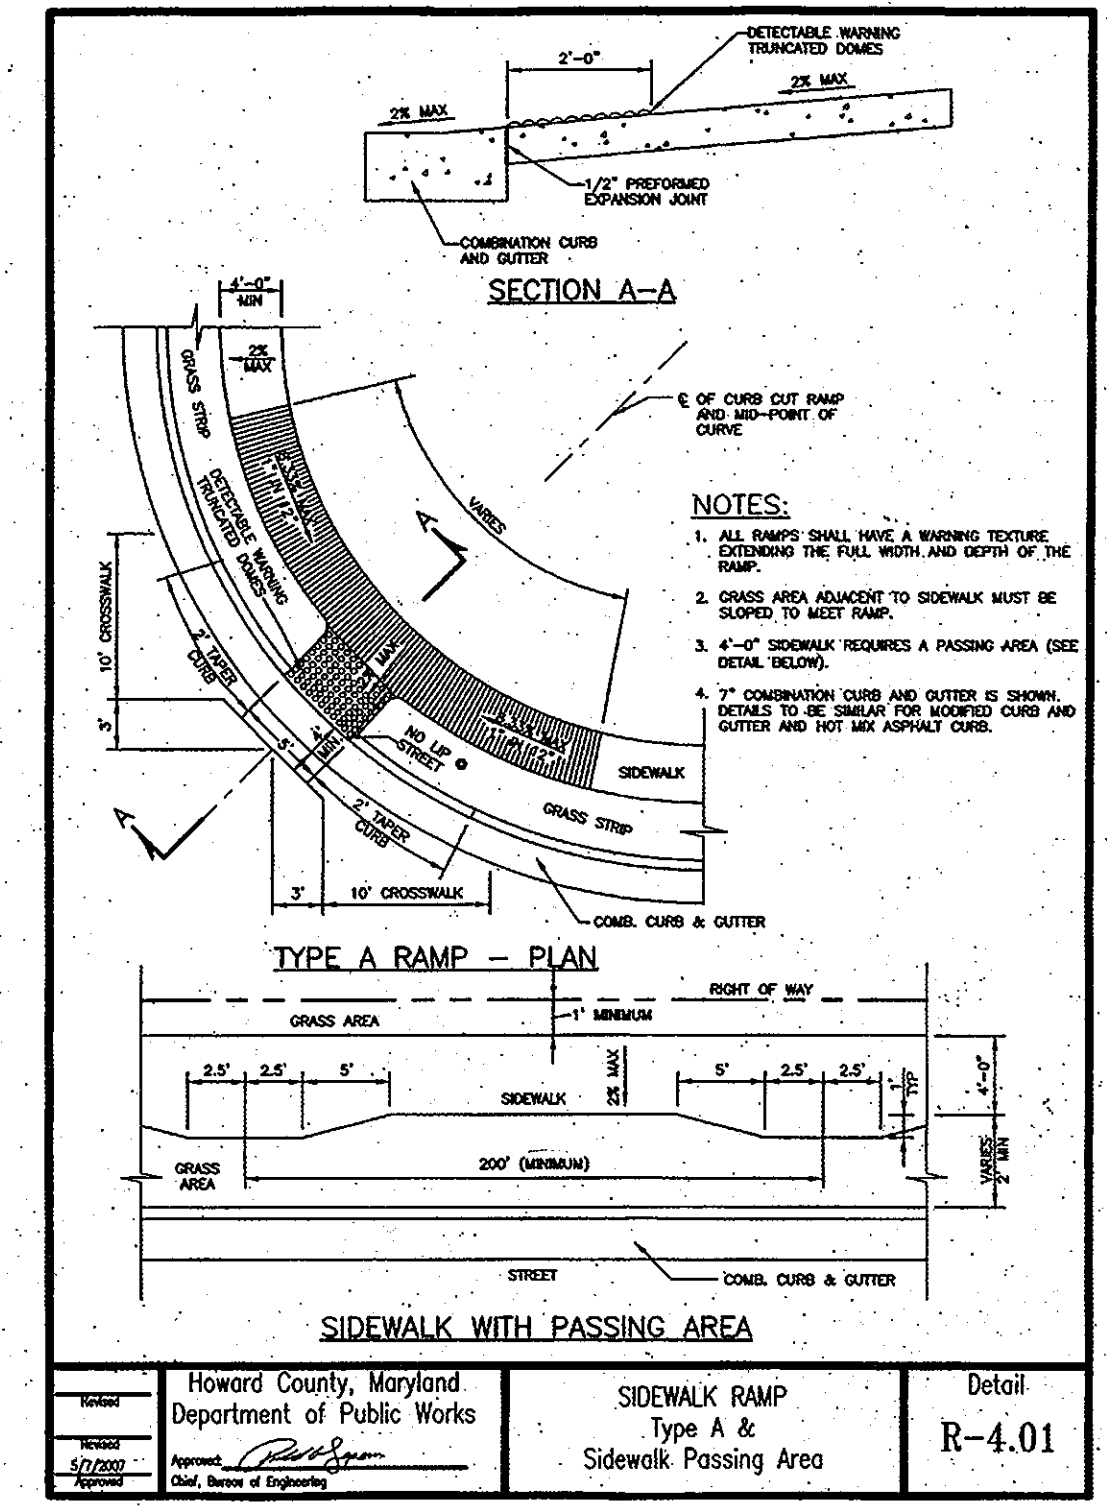 DETECTABLE WARNING
TRUNCATED DOMES
2'-0"
2% MAX
2% MAX
1/2" PREFORMED
EXPANSION JOINT
COMBINATION CURB
AND GUTTER
SECTION A-A
4'-0"
MIN
2%
MAX
GRASS STRIP
℄ OF CURB CUT RAMP
AND MID-POINT OF
CURVE
8.33% MAX
1" IN 12"
VARIES
DETECTABLE WARNING
TRUNCATED DOMES
A
NOTES:
1. ALL RAMPS SHALL HAVE A WARNING TEXTURE
EXTENDING THE FULL WIDTH AND DEPTH OF THE
RAMP.
2. GRASS AREA ADJACENT TO SIDEWALK MUST BE
SLOPED TO MEET RAMP.
3. 4'-0" SIDEWALK REQUIRES A PASSING AREA (SEE
DETAIL BELOW).
4. 7" COMBINATION CURB AND GUTTER IS SHOWN.
DETAILS TO BE SIMILAR FOR MODIFIED CURB AND
GUTTER AND HOT MIX ASPHALT CURB.
10' CROSSWALK
3'
2' TAPER
CURB
2% MAX
5'
4'
MIN.
NO LIP @
STREET
8.33% MAX
1" IN 12"
SIDEWALK
GRASS STRIP
2' TAPER
CURB
A
3'
10' CROSSWALK
COMB. CURB & GUTTER
TYPE A RAMP - PLAN
RIGHT OF WAY
GRASS AREA
1' MINIMUM
2.5'
2.5'
5'
SIDEWALK
2% MAX
5'
2.5'
2.5'
1'
TYP
4'-0"
GRASS
AREA
200' (MINIMUM)
VARIES
2' MIN
STREET
COMB. CURB & GUTTER
SIDEWALK WITH PASSING AREA
Revised
Revised
5/7/2007
Approved
Howard County, Maryland
Department of Public Works
Approved:
Chief, Bureau of Engineering
SIDEWALK RAMP
Type A &
Sidewalk Passing Area
Detail
R-4.01